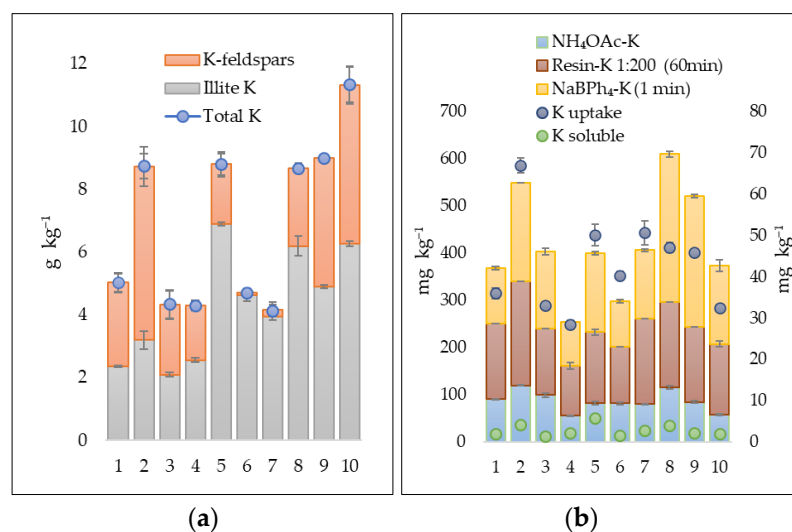 K-feldspars
Illite K
Total K
12
10
8
6
4
2
0
g kg⁻¹
1 2 3 4 5 6 7 8 9 10
(a)
NH₄OAc-K
Resin-K 1:200 (60min)
NaBPh₄-K (1 min)
K uptake
K soluble
700
600
500
400
300
200
100
0
mg kg⁻¹
80
70
60
50
40
30
20
10
0
mg kg⁻¹
1 2 3 4 5 6 7 8 9 10
(b)